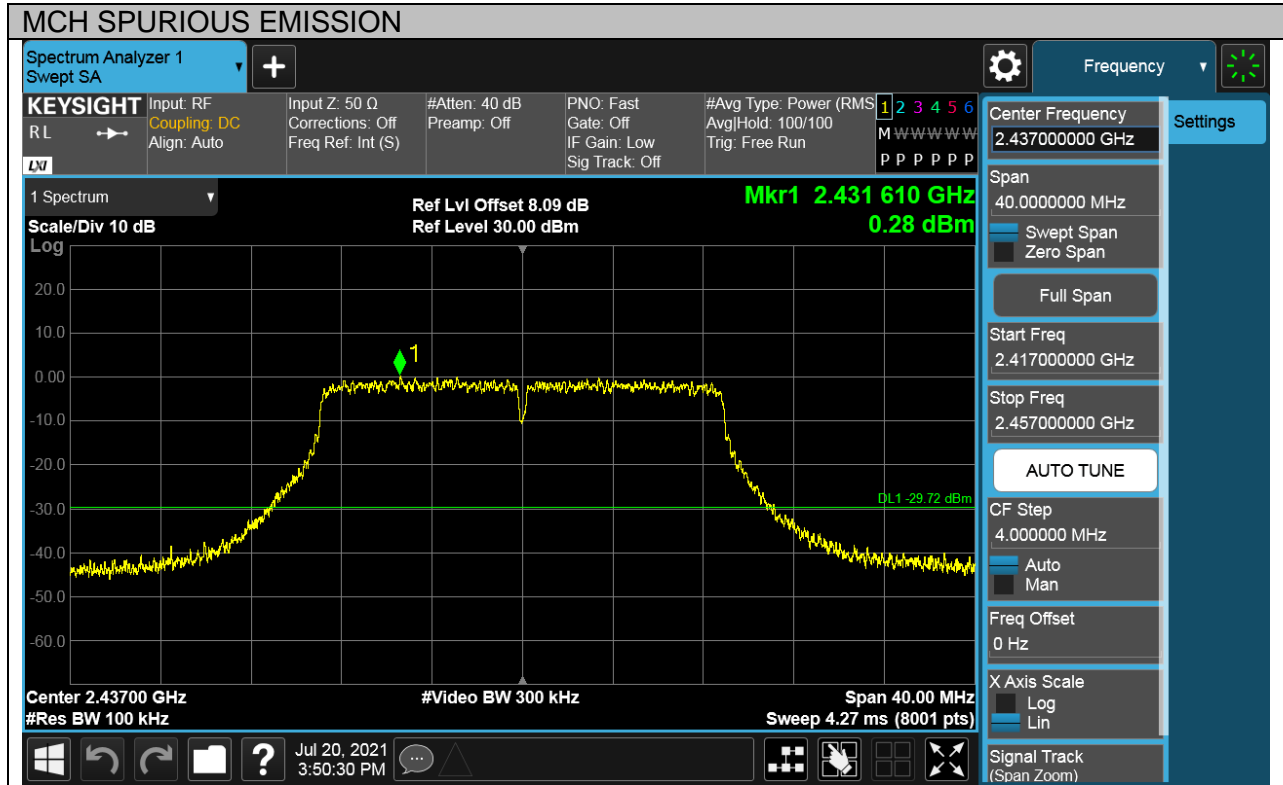 MCH SPURIOUS EMISSION
Spectrum Analyzer 1
Swept SA
Frequency
KEYSIGHT
RL
LXI
Input: RF
Coupling: DC
Align: Auto
Input Z: 50 Ω
Corrections: Off
Freq Ref: Int (S)
#Atten: 40 dB
Preamp: Off
PNO: Fast
Gate: Off
IF Gain: Low
Sig Track: Off
#Avg Type: Power (RMS
Avg|Hold: 100/100
Trig: Free Run
1 2 3 4 5 6
M W W W W W
P P P P P P
1 Spectrum
Scale/Div 10 dB
Ref Lvl Offset 8.09 dB
Ref Level 30.00 dBm
Mkr1 2.431 610 GHz
0.28 dBm
Log
20.0
10.0
0.00
-10.0
-20.0
-30.0
-40.0
-50.0
-60.0
1
DL1 -29.72 dBm
Center 2.43700 GHz
#Res BW 100 kHz
#Video BW 300 kHz
Span 40.00 MHz
Sweep 4.27 ms (8001 pts)
Center Frequency
2.437000000 GHz
Settings
Span
40.0000000 MHz
Swept Span
Zero Span
Full Span
Start Freq
2.417000000 GHz
Stop Freq
2.457000000 GHz
AUTO TUNE
CF Step
4.000000 MHz
Auto
Man
Freq Offset
0 Hz
X Axis Scale
Log
Lin
Signal Track
(Span Zoom)
?
Jul 20, 2021
3:50:30 PM